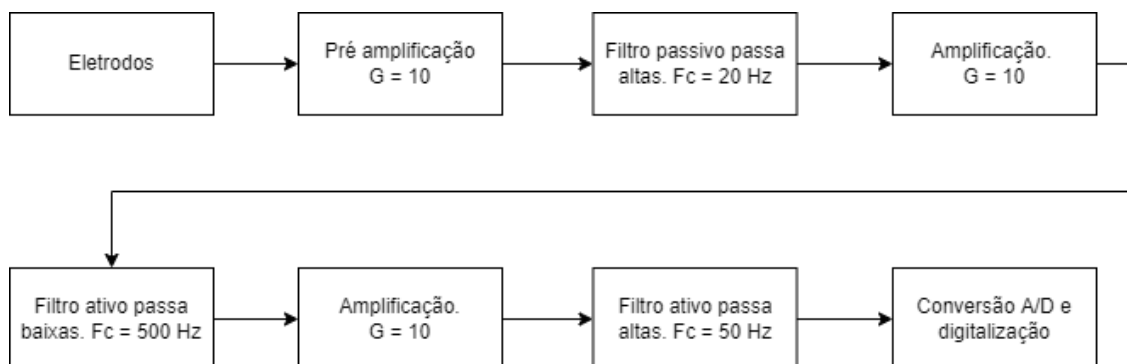 Eletrodos
Pré amplificação
G = 10
Filtro passivo passa
altas. Fc = 20 Hz
Amplificação.
G = 10
Filtro ativo passa
baixas. Fc = 500 Hz
Amplificação.
G = 10
Filtro ativo passa
altas. Fc = 50 Hz
Conversão A/D e
digitalização